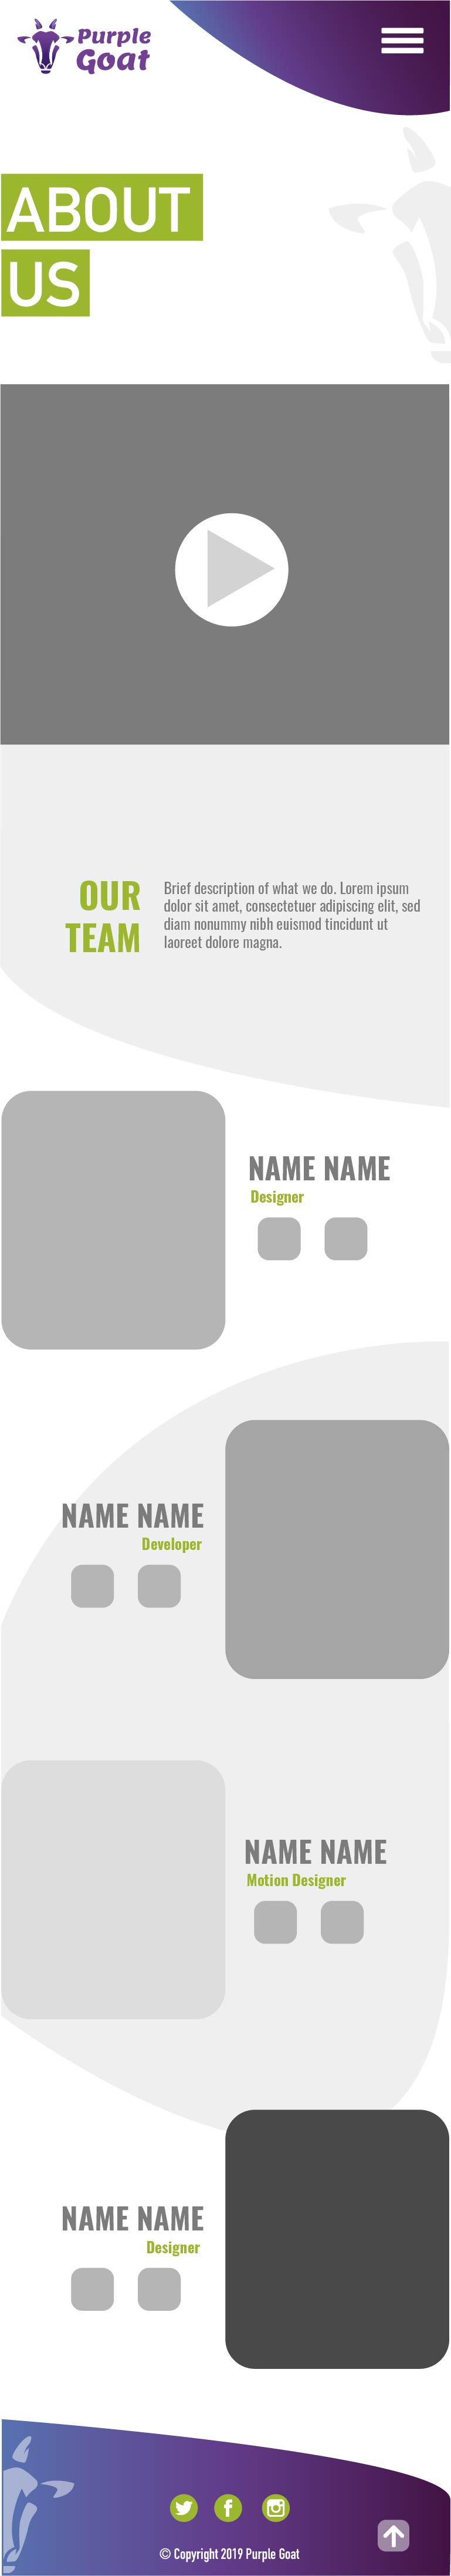 Purple
Goat
ABOUT
US
OUR
TEAM
Brief description of what we do. Lorem ipsum
dolor sit amet, consectetuer adipiscing elit, sed
diam nonummy nibh euismod tincidunt ut
laoreet dolore magna.
NAME NAME
Designer
NAME NAME
Developer
NAME NAME
Motion Designer
NAME NAME
Designer
© Copyright 2019 Purple Goat